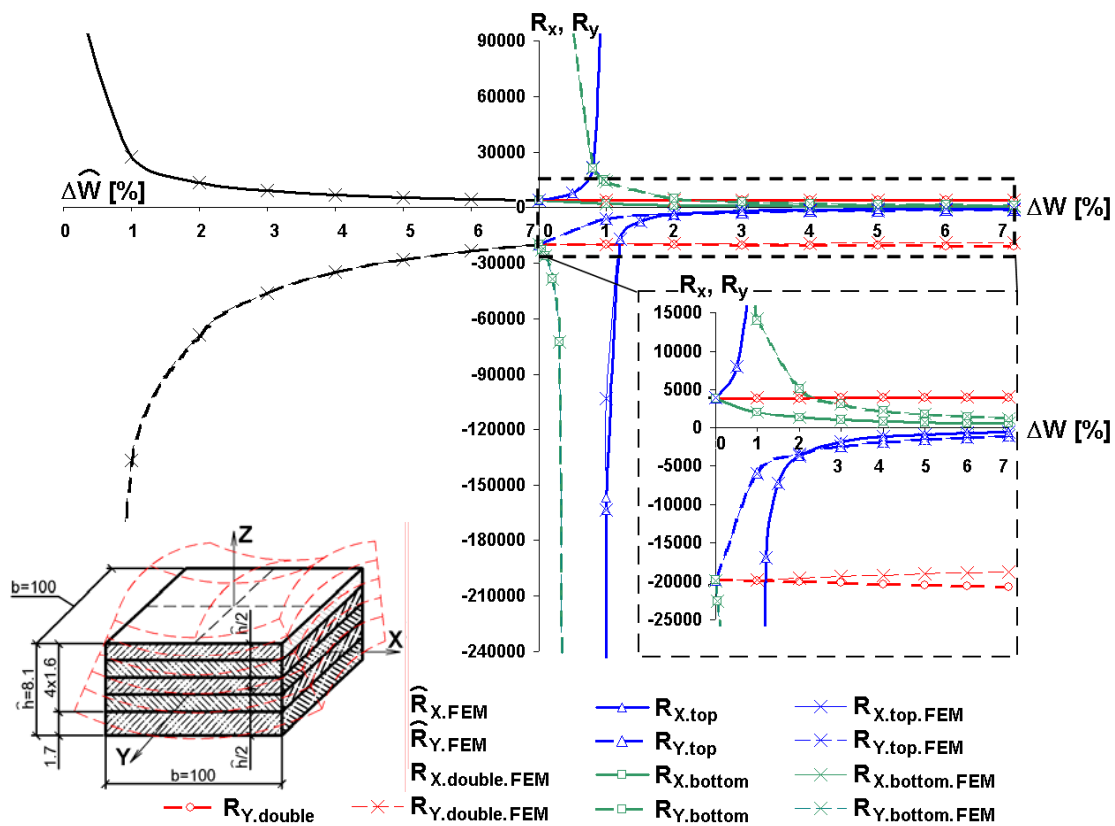 Rx, Ry
90000
60000
30000
0
-30000
-60000
-90000
-120000
-150000
-180000
-210000
-240000
ΔŴ [%]
0 1 2 3 4 5 6 7
0 1 2 3 4 5 6 7
ΔW [%]
Rx, Ry
15000
10000
5000
0
-5000
-10000
-15000
-20000
-25000
0 1 2 3 4 5 6 7
ΔW [%]
Z
X
Y
b=100
ĥ/2
ĥ=8.1
4x1.6
1.7
ĥ/2
b=100
R̂X.FEM
R̂Y.FEM
RX.double.FEM
RY.double
RY.double.FEM
RX.top
RY.top
RX.bottom
RY.bottom
RX.top.FEM
RY.top.FEM
RX.bottom.FEM
RY.bottom.FEM